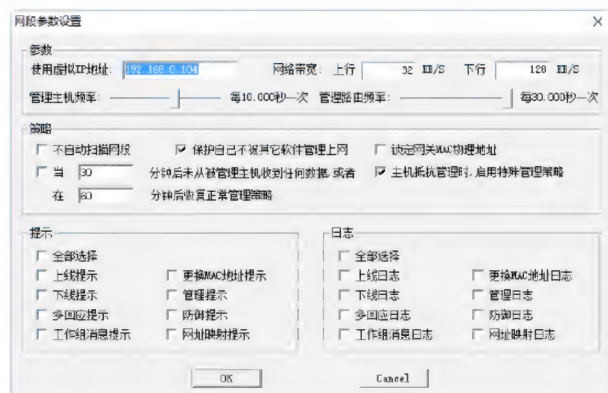 网段参数设置
参数
使用虚拟IP地址: 192.168.0.104 网络带宽: 上行 32 KB/S 下行 128 KB/S
管理主机频率: 每10.000秒一次 管理路由频率: 每30.000秒一次
策略
不自动扫描网段 保护自己不被其它软件管理上网 锁定网关MAC物理地址
当 30 分钟后未从被管理主机收到任何数据, 或者 主机抵抗管理时, 启用特殊管理策略
在 60 分钟后恢复正常管理策略
提示
全部选择
上线提示 更换MAC地址提示
下线提示 管理提示
多回应提示 防御提示
工作组消息提示 网址映射提示
日志
全部选择
上线日志 更换MAC地址日志
下线日志 管理日志
多回应日志 防御日志
工作组消息日志 网址映射日志
OK Cancel